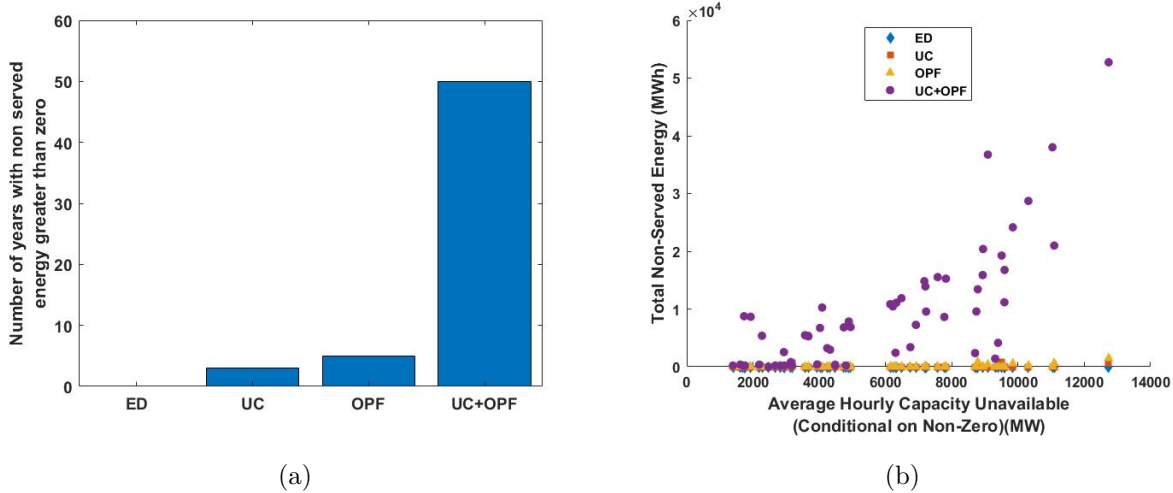 Number of years with non served
energy greater than zero
60
50
40
30
20
10
0
ED UC OPF UC+OPF
(a)
×10⁴
Total Non-Served Energy (MWh)
6
5
4
3
2
1
0
ED
UC
OPF
UC+OPF
0 2000 4000 6000 8000 10000 12000 14000
Average Hourly Capacity Unavailable
(Conditional on Non-Zero)(MW)
(b)